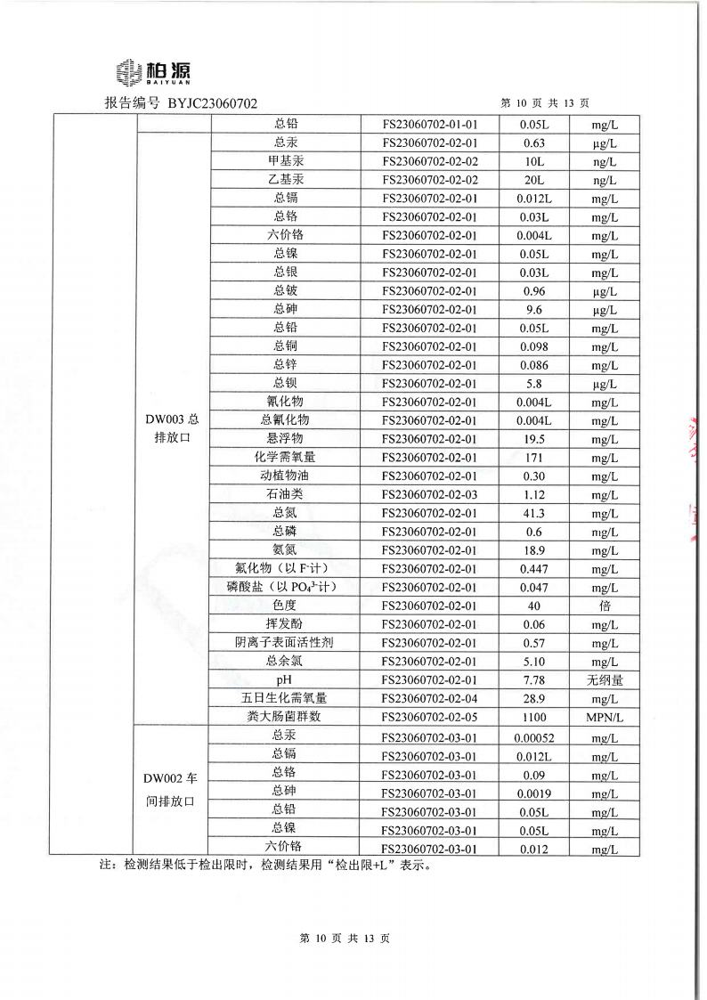 柏源
BAIYUAN
报告编号 BYJC23060702 第 10 页 共 13 页
总铅 FS23060702-01-01 0.05L mg/L
总汞 FS23060702-02-01 0.63 μg/L
甲基汞 FS23060702-02-02 10L ng/L
乙基汞 FS23060702-02-02 20L ng/L
总镉 FS23060702-02-01 0.012L mg/L
总铬 FS23060702-02-01 0.03L mg/L
六价铬 FS23060702-02-01 0.004L mg/L
总镍 FS23060702-02-01 0.05L mg/L
总银 FS23060702-02-01 0.03L mg/L
总铍 FS23060702-02-01 0.96 μg/L
总砷 FS23060702-02-01 9.6 μg/L
总铅 FS23060702-02-01 0.05L mg/L
总铜 FS23060702-02-01 0.098 mg/L
总锌 FS23060702-02-01 0.086 mg/L
总钡 FS23060702-02-01 5.8 μg/L
氰化物 FS23060702-02-01 0.004L mg/L
DW003 总 总氰化物 FS23060702-02-01 0.004L mg/L
排放口 悬浮物 FS23060702-02-01 19.5 mg/L
化学需氧量 FS23060702-02-01 171 mg/L
动植物油 FS23060702-02-01 0.30 mg/L
石油类 FS23060702-02-03 1.12 mg/L
总氮 FS23060702-02-01 41.3 mg/L
总磷 FS23060702-02-01 0.6 mg/L
氨氮 FS23060702-02-01 18.9 mg/L
氟化物（以 F⁻计） FS23060702-02-01 0.447 mg/L
磷酸盐（以 PO₄³⁻计） FS23060702-02-01 0.047 mg/L
色度 FS23060702-02-01 40 倍
挥发酚 FS23060702-02-01 0.06 mg/L
阴离子表面活性剂 FS23060702-02-01 0.57 mg/L
总余氯 FS23060702-02-01 5.10 mg/L
pH FS23060702-02-01 7.78 无纲量
五日生化需氧量 FS23060702-02-04 28.9 mg/L
粪大肠菌群数 FS23060702-02-05 1100 MPN/L
总汞 FS23060702-03-01 0.00052 mg/L
总镉 FS23060702-03-01 0.012L mg/L
DW002 车 总铬 FS23060702-03-01 0.09 mg/L
总砷 FS23060702-03-01 0.0019 mg/L
间排放口 总铅 FS23060702-03-01 0.05L mg/L
总镍 FS23060702-03-01 0.05L mg/L
六价铬 FS23060702-03-01 0.012 mg/L
注：检测结果低于检出限时，检测结果用“检出限+L”表示。
第 10 页 共 13 页